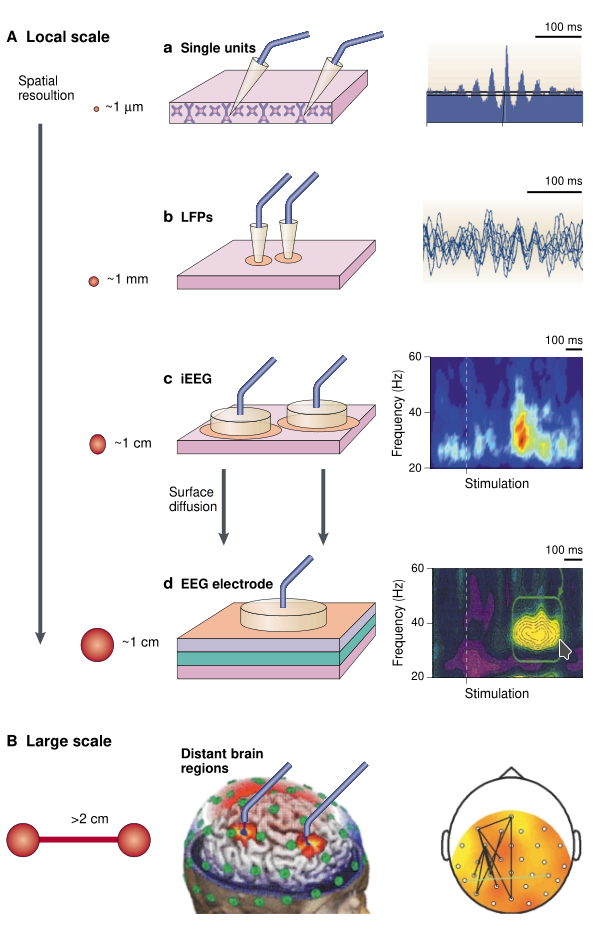 A Local scale
Spatial
resoultion
~1 μm
a Single units
100 ms
b LFPs
100 ms
~1 mm
c iEEG
~1 cm
100 ms
60
40
20
Frequency (Hz)
Stimulation
Surface
diffusion
d EEG electrode
~1 cm
100 ms
60
40
20
Frequency (Hz)
Stimulation
B Large scale
>2 cm
Distant brain
regions